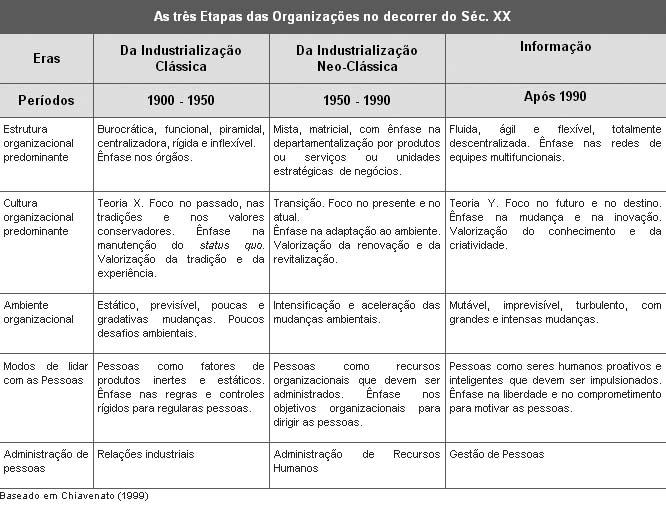 As três Etapas das Organizações no decorrer do Séc. XX
Eras
Da Industrialização
Clássica
Da Industrialização
Neo-Clássica
Informação
Períodos
1900 - 1950
1950 - 1990
Após 1990
Estrutura
organizacional
predominante
Burocrática, funcional, piramidal,
centralizadora, rígida e inflexível.
Ênfase nos órgãos.
Mista, matricial, com ênfase na
departamentalização por produtos
ou serviços ou unidades
estratégicas de negócios.
Fluida, ágil e flexível, totalmente
descentralizada. Ênfase nas redes de
equipes multifuncionais.
Cultura
organizacional
predominante
Teoria X. Foco no passado, nas
tradições e nos valores
conservadores. Ênfase na
manutenção do status quo.
Valorização da tradição e da
experiência.
Transição. Foco no presente e no
atual.
Ênfase na adaptação ao ambiente.
Valorização da renovação e da
revitalização.
Teoria Y. Foco no futuro e no destino.
Ênfase na mudança e na inovação.
Valorização do conhecimento e da
criatividade.
Ambiente
organizacional
Estático, previsível, poucas e
gradativas mudanças. Poucos
desafios ambientais.
Intensificação e aceleração das
mudanças ambientais.
Mutável, imprevisível, turbulento, com
grandes e intensas mudanças.
Modos de lidar
com as Pessoas
Pessoas como fatores de
produtos inertes e estáticos.
Ênfase nas regras e controles
rígidos para regularas pessoas.
Pessoas como recursos
organizacionais que devem ser
administrados. Ênfase nos
objetivos organizacionais para
dirigir as pessoas.
Pessoas como seres humanos proativos e
inteligentes que devem ser impulsionados.
Ênfase na liberdade e no comprometimento
para motivar as pessoas.
Administração de
pessoas
Relações industriais
Administração de Recursos
Humanos
Gestão de Pessoas
Baseado em Chiavenato (1999)